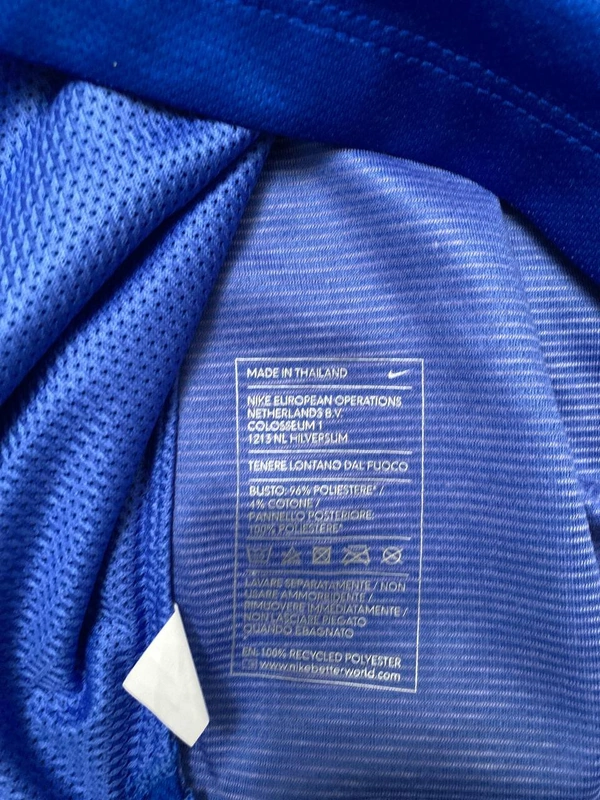 MADE IN THAILAND
NIKE EUROPEAN OPERATIONS
NETHERLANDS B.V.
COLOSSEUM 1
1213 NL HILVERSUM
TENERE LONTANO DAL FUOCO
BUSTO: 96% POLIESTERE* /
4% COTONE /
PANNELLO POSTERIORE:
100% POLIESTERE*
LAVARE SEPARATAMENTE / NON
USARE AMMORBIDENTE /
RIMUOVERE IMMEDIATAMENTE /
NON LASCIARE PIEGATO
QUANDO BAGNATO
EN: 100% RECYCLED POLYESTER
www.nikebetterworld.com